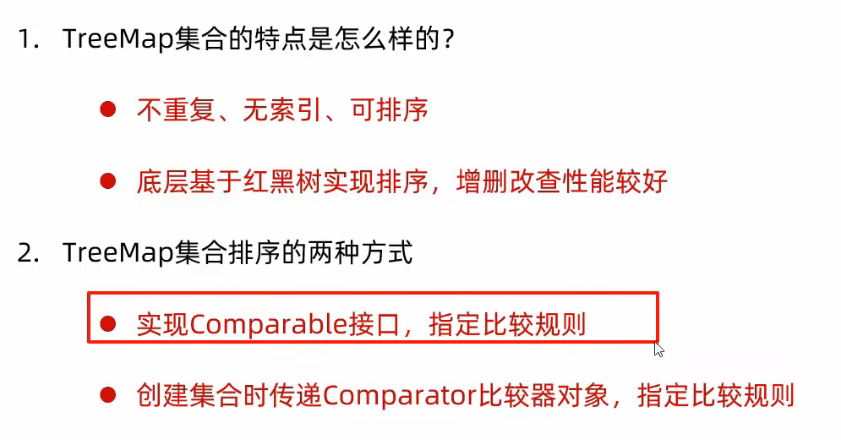 1. TreeMap集合的特点是怎么样的?
● 不重复、无索引、可排序
● 底层基于红黑树实现排序，增删改查性能较好
2. TreeMap集合排序的两种方式
● 实现Comparable接口，指定比较规则
● 创建集合时传递Comparator比较器对象，指定比较规则